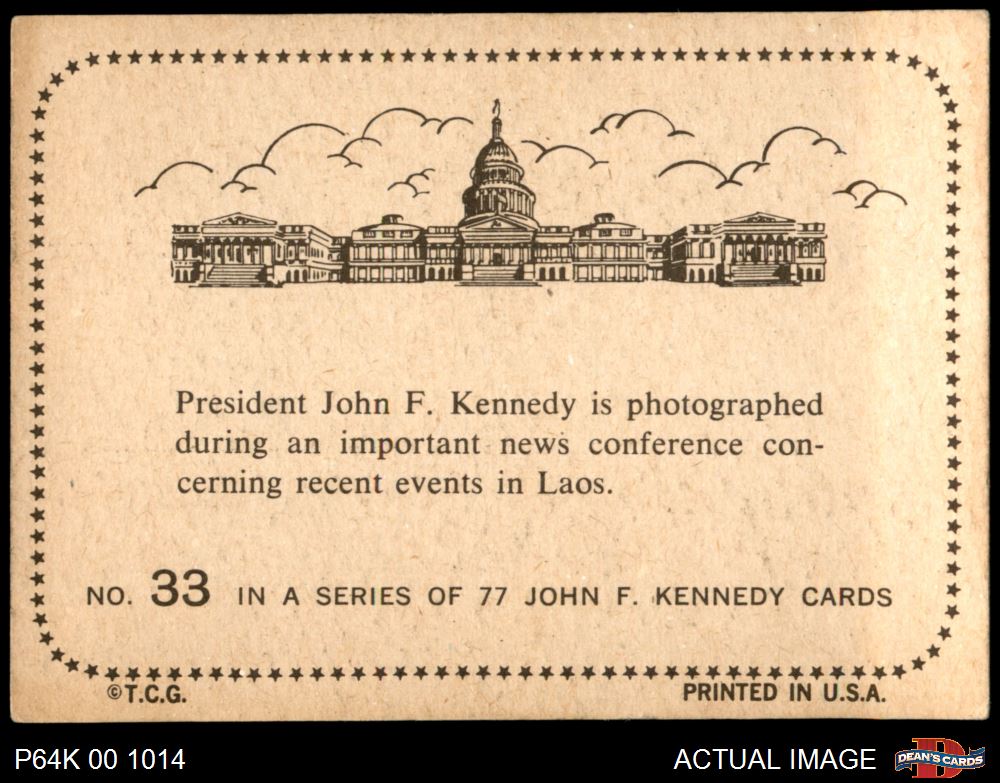 President John F. Kennedy is photographed
during an important news conference con-
cerning recent events in Laos.
NO. 33 IN A SERIES OF 77 JOHN F. KENNEDY CARDS
©T.C.G. PRINTED IN U.S.A.
P64K 00 1014 ACTUAL IMAGE DEAN'S CARDS